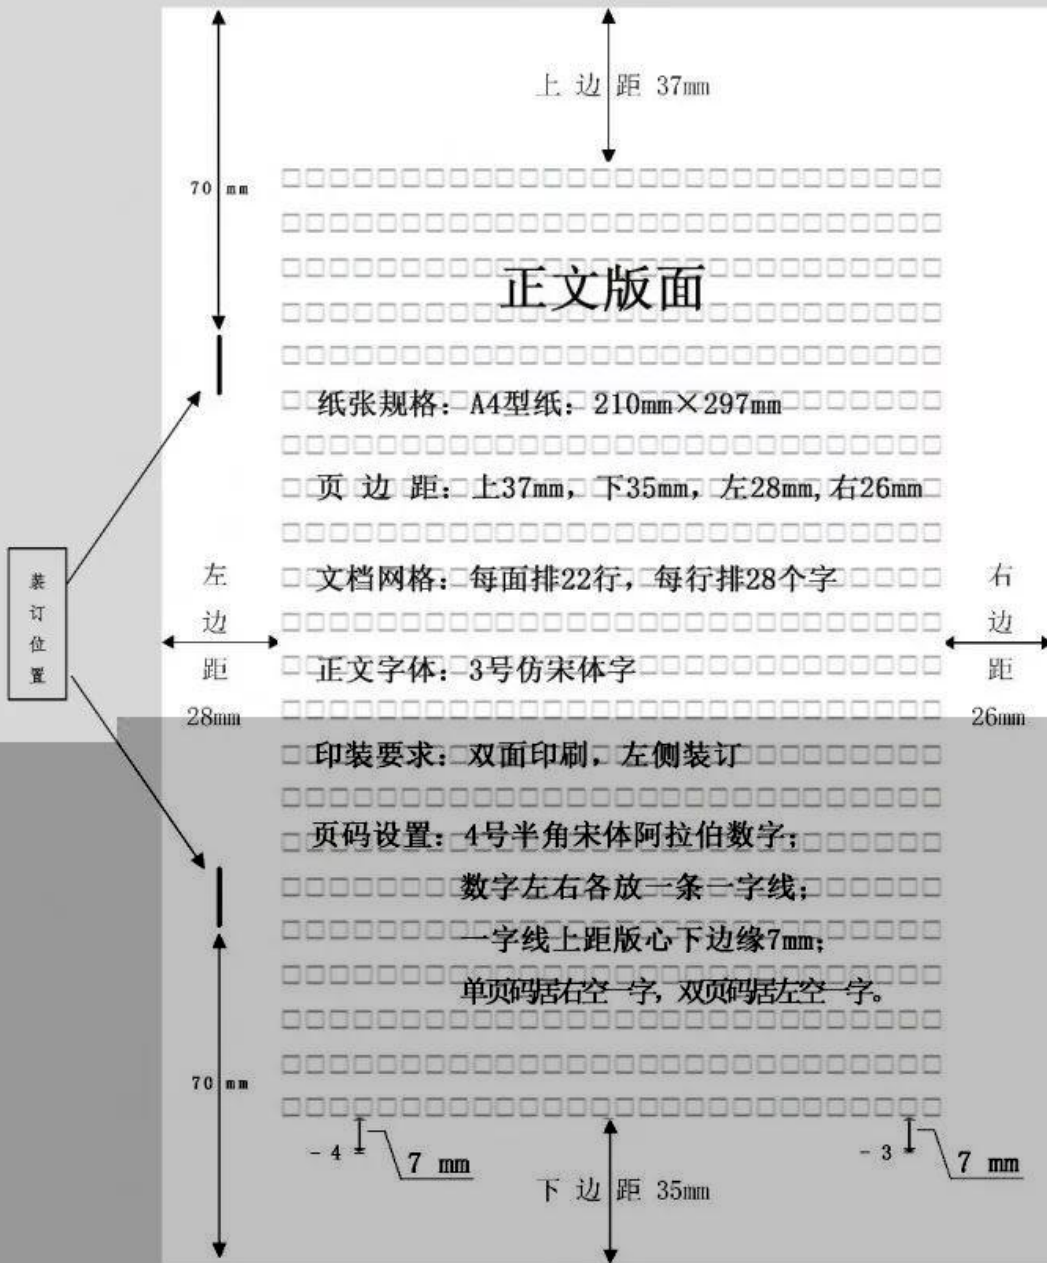 上 边 距 37mm
70 mm
正文版面
纸张规格：A4型纸：210mm×297mm
页 边 距：上37mm，下35mm，左28mm,右26mm
文档网格：每面排22行，每行排28个字
装订位置
左边距
28mm
右边距
26mm
正文字体：3号仿宋体字
印装要求：双面印刷，左侧装订
页码设置：4号半角宋体阿拉伯数字；
数字左右各放一条一字线；
一字线上距版心下边缘7mm；
单页码居右空一字，双页码居左空一字。
70 mm
- 4 -
7 mm
- 3 -
7 mm
下 边 距 35mm